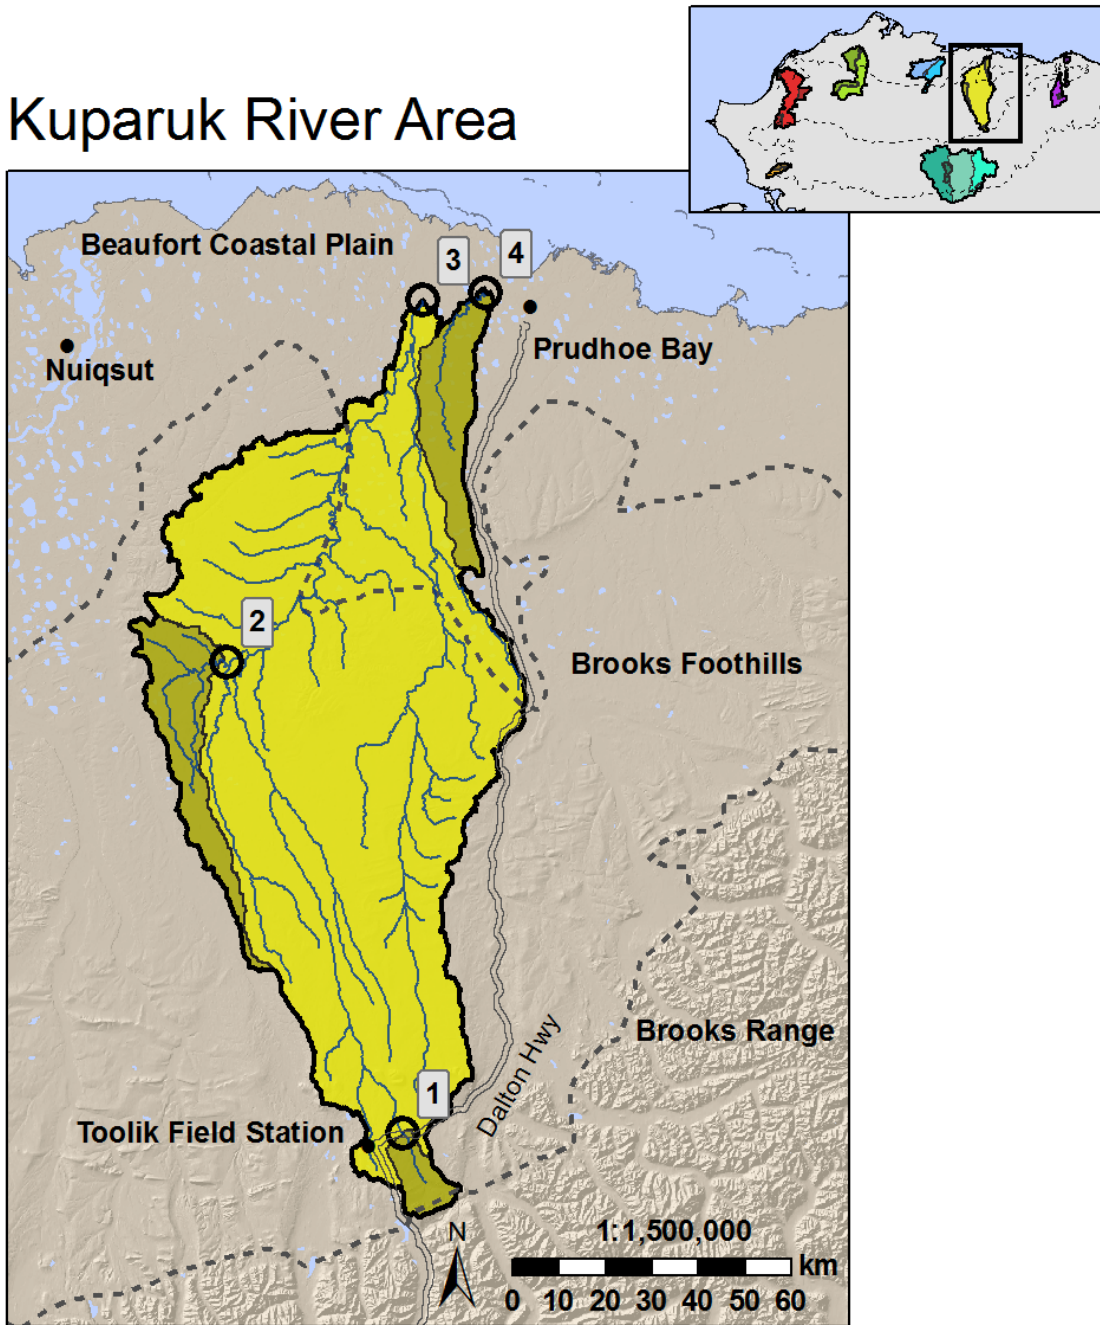 Kuparuk River Area
Beaufort Coastal Plain
3
4
Prudhoe Bay
Nuiqsut
2
Brooks Foothills
Brooks Range
Dalton Hwy
1
Toolik Field Station
N
1:1,500,000
km
0 10 20 30 40 50 60